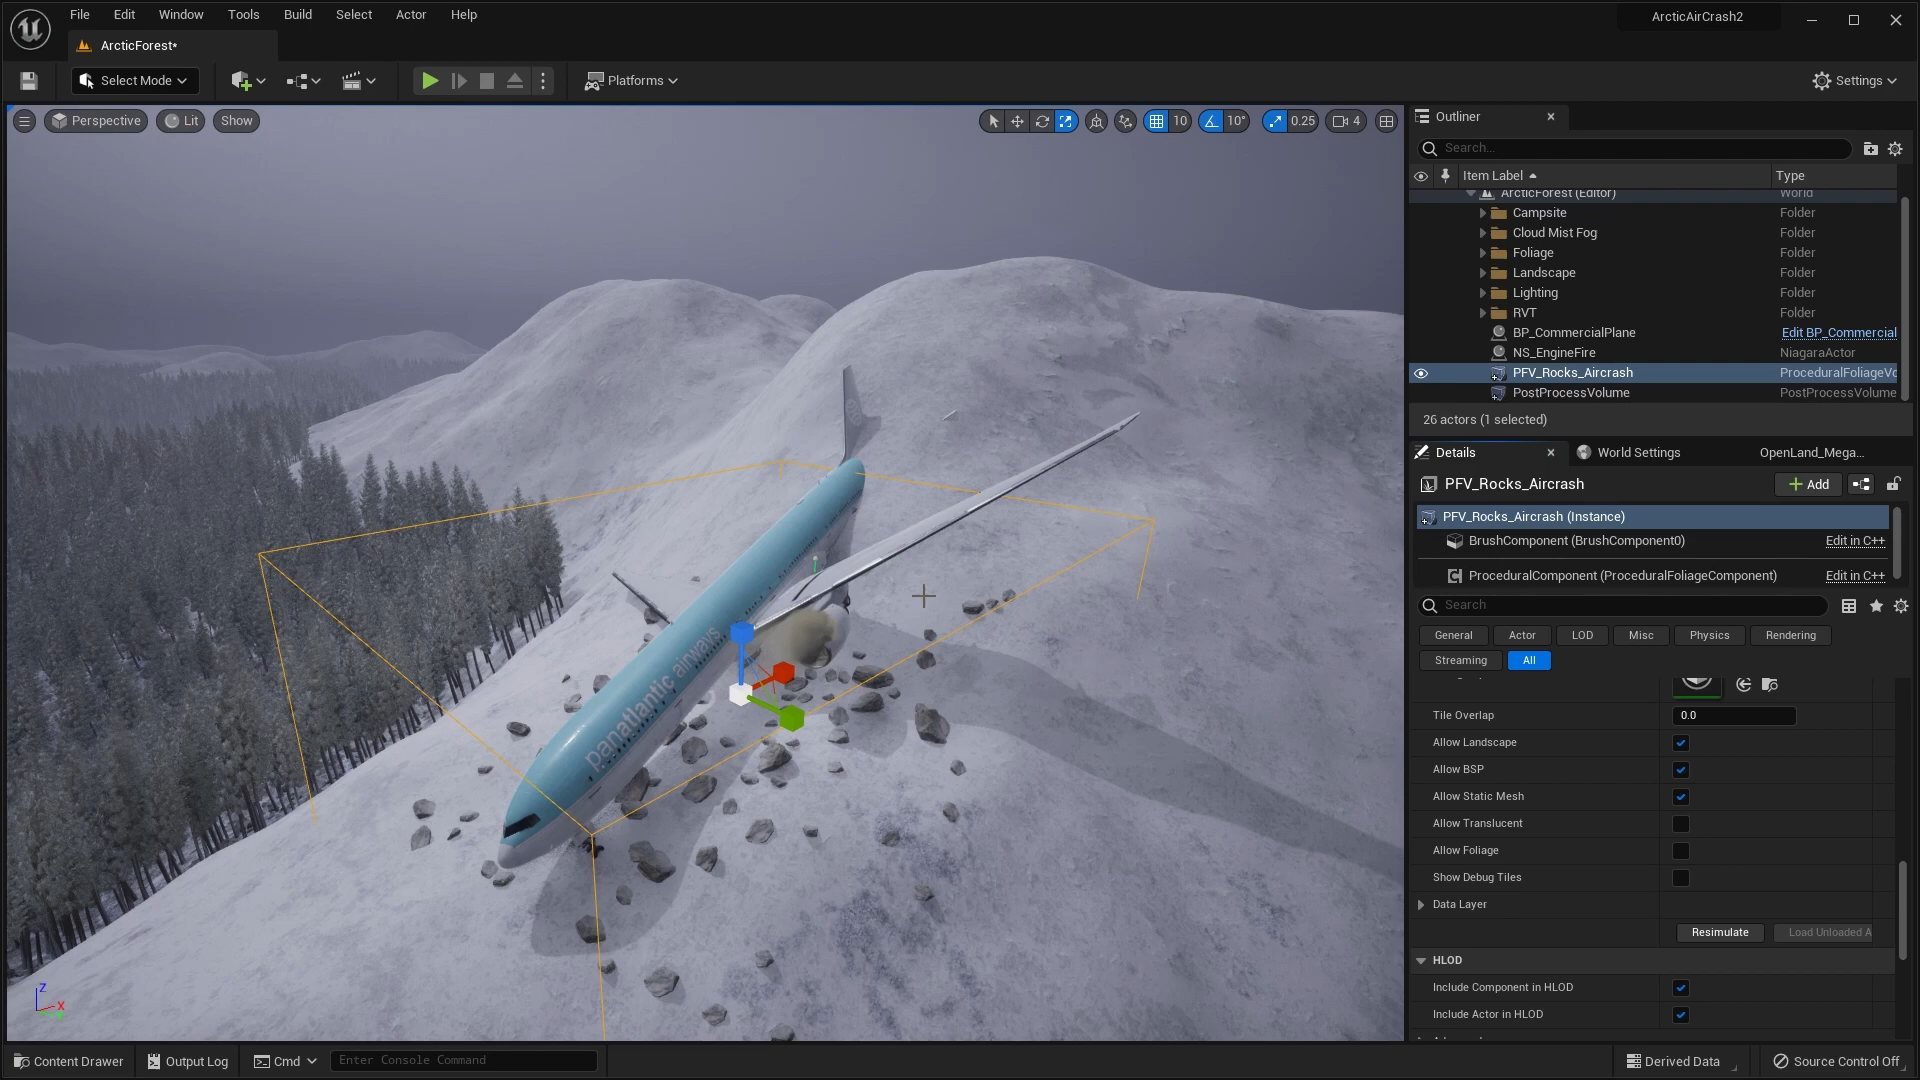 File Edit Window Tools Build Select Actor Help
ArcticAirCrash2
ArcticForest*
Select Mode
Platforms
Settings
Perspective
Lit
Show
10
10°
0.25
4
Outliner
Search...
Item Label
Type
ArcticForest (Editor) World
Campsite Folder
Cloud Mist Fog Folder
Foliage Folder
Landscape Folder
Lighting Folder
RVT Folder
BP_CommercialPlane Edit BP_Commercial
NS_EngineFire NiagaraActor
PFV_Rocks_Aircrash ProceduralFoliageVo
PostProcessVolume PostProcessVolume
26 actors (1 selected)
Details
World Settings
OpenLand_Mega...
PFV_Rocks_Aircrash
Add
PFV_Rocks_Aircrash (Instance)
BrushComponent (BrushComponent0) Edit in C++
ProceduralComponent (ProceduralFoliageComponent) Edit in C++
Search
General Actor LOD Misc Physics Rendering
Streaming All
Tile Overlap 0.0
Allow Landscape
Allow BSP
Allow Static Mesh
Allow Translucent
Allow Foliage
Show Debug Tiles
Data Layer
Resimulate Load Unloaded A
HLOD
Include Component in HLOD
Include Actor in HLOD
panatlantic airways
Z
X
Content Drawer
Output Log
Cmd
Enter Console Command
Derived Data
Source Control Off